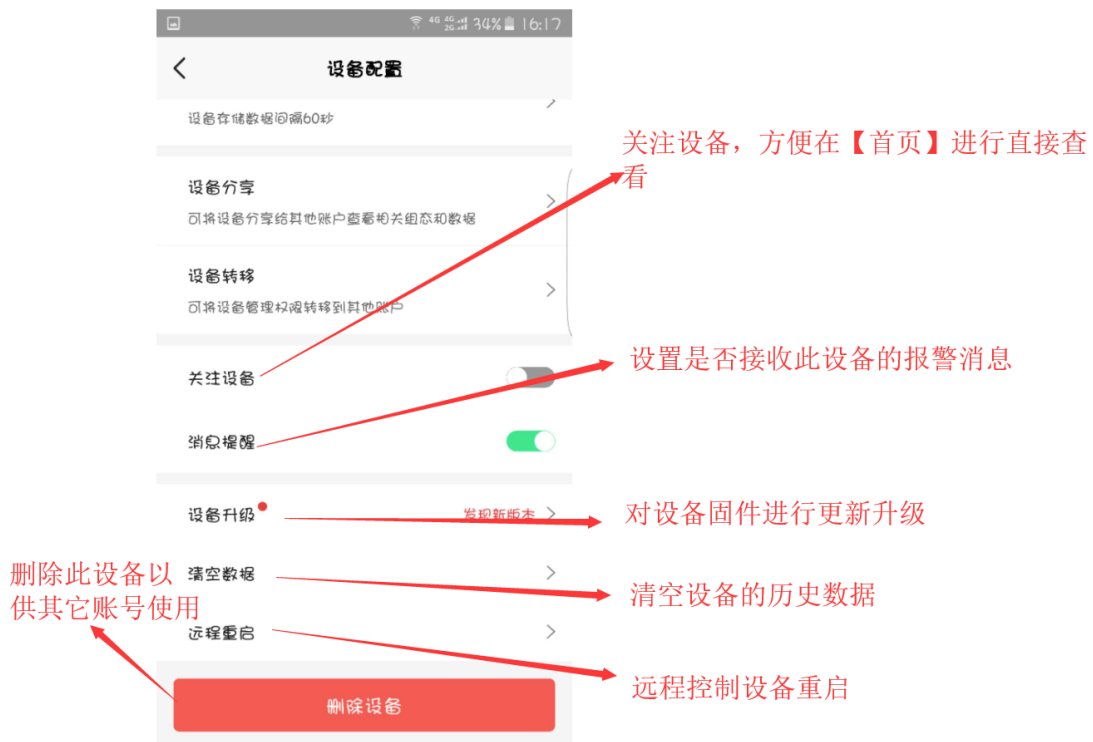 4G 4G 4G 2G 34% 16:17
设备配置
设备存储数据间隔60秒
关注设备，方便在【首页】进行直接查
看
设备分享
可将设备分享给其他账户查看相关组态和数据
设备转移
可将设备管理权限转移到其他账户
设置是否接收此设备的报警消息
关注设备
消息提醒
设备升级
发现新版本
对设备固件进行更新升级
删除此设备以
供其它账号使用
清空数据
清空设备的历史数据
远程重启
远程控制设备重启
删除设备